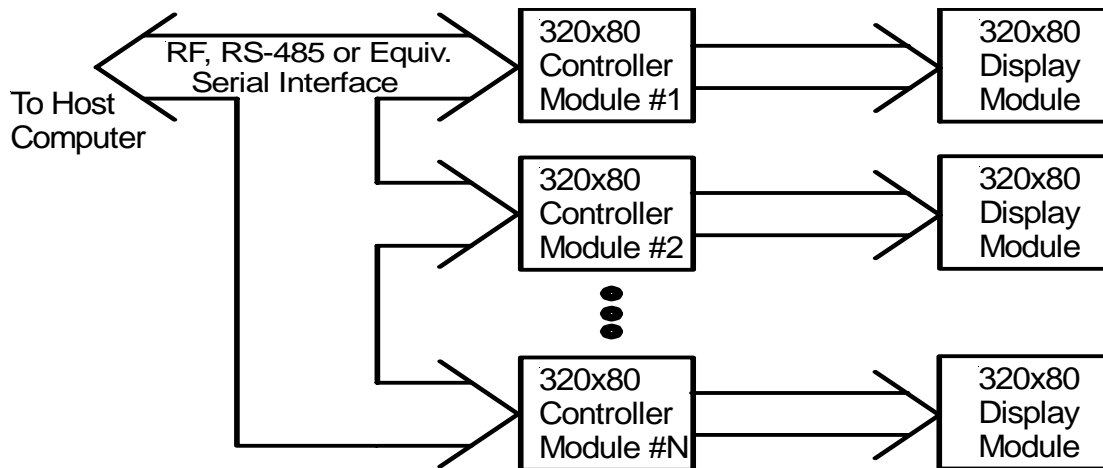 RF, RS-485 or Equiv.
Serial Interface
To Host
Computer
320x80
Controller
Module #1
320x80
Display
Module
320x80
Controller
Module #2
320x80
Display
Module
320x80
Controller
Module #N
320x80
Display
Module